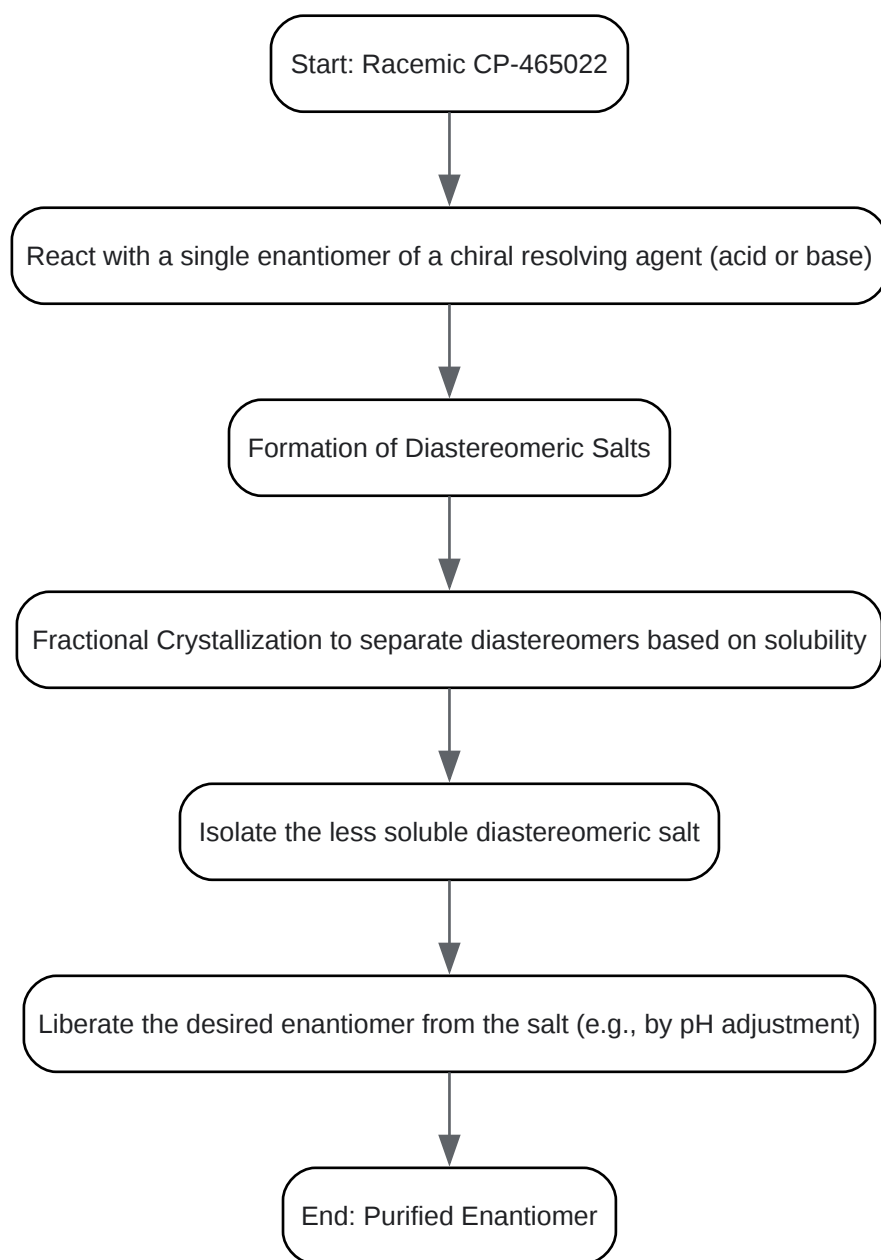 Start: Racemic CP-465022
React with a single enantiomer of a chiral resolving agent (acid or base)
Formation of Diastereomeric Salts
Fractional Crystallization to separate diastereomers based on solubility
Isolate the less soluble diastereomeric salt
Liberate the desired enantiomer from the salt (e.g., by pH adjustment)
End: Purified Enantiomer